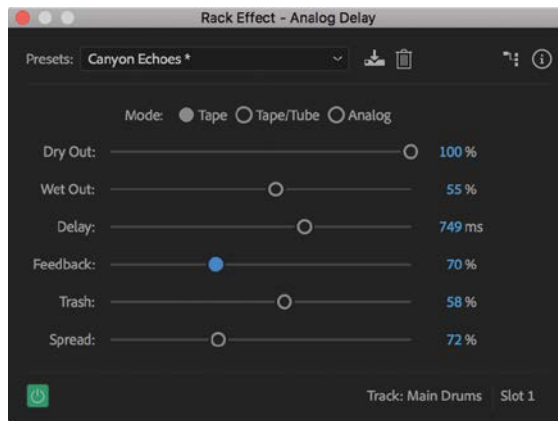 Rack Effect - Analog Delay
Presets: Canyon Echoes *
Mode: Tape Tape/Tube Analog
Dry Out: 100 %
Wet Out: 55 %
Delay: 749 ms
Feedback: 70 %
Trash: 58 %
Spread: 72 %
Track: Main Drums Slot 1